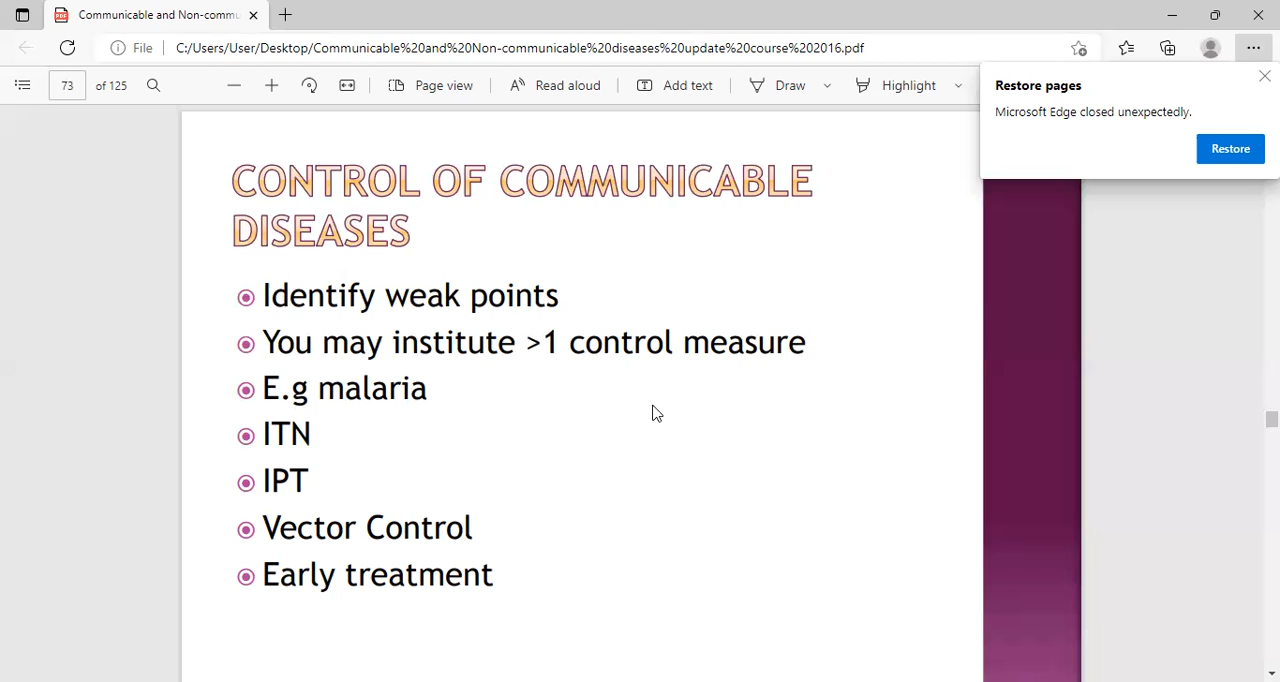 Communicable and Non-commu
File
C:/Users/User/Desktop/Communicable%20and%20Non-communicable%20diseases%20update%20course%202016.pdf
73 of 125
Page view
Read aloud
Add text
Draw
Highlight
Restore pages
Microsoft Edge closed unexpectedly.
Restore
CONTROL OF COMMUNICABLE
DISEASES
Identify weak points
You may institute >1 control measure
E.g malaria
ITN
IPT
Vector Control
Early treatment